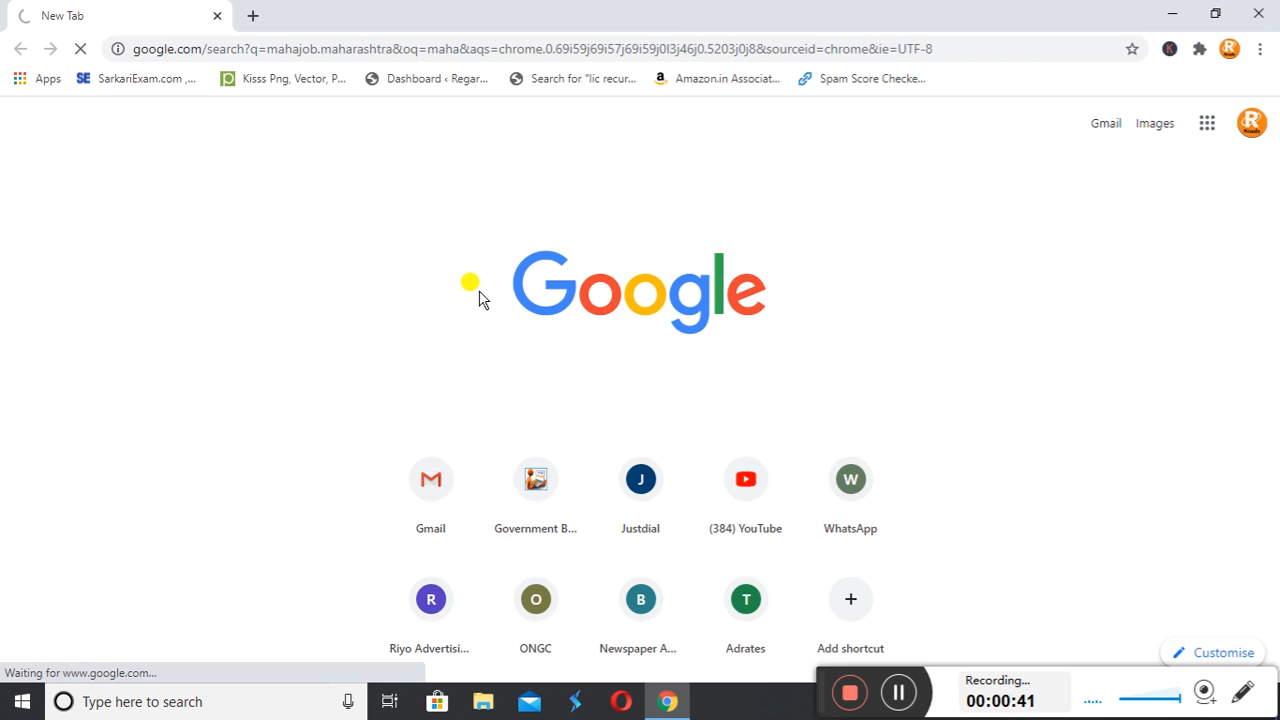 New Tab
google.com/search?q=mahajob.maharashtra&oq=maha&aqs=chrome.0.69i59j69i57j69i59j0l3j46j0.5203j0j8&sourceid=chrome&ie=UTF-8
K
R
Apps
SE SarkariExam.com ,...
Kisss Png, Vector, P...
Dashboard ‹ Regar...
Search for "lic recur...
a Amazon.in Associat...
Spam Score Checke...
Gmail
Images
R
Google
J
W
Gmail
Government B...
Justdial
(384) YouTube
WhatsApp
R
O
B
T
Riyo Advertisi...
ONGC
Newspaper A...
Adrates
Add shortcut
Customise
Waiting for www.google.com...
Type here to search
Recording...
00:00:41